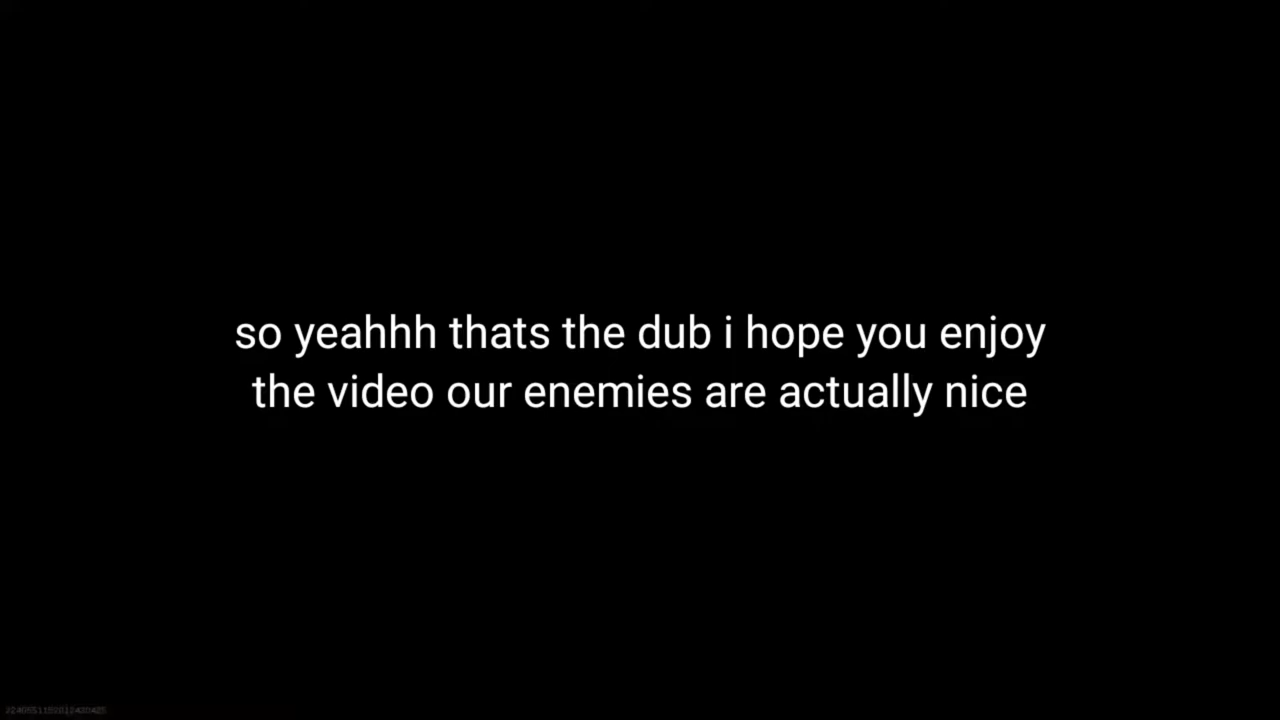 so yeahhh thats the dub i hope you enjoy
the video our enemies are actually nice